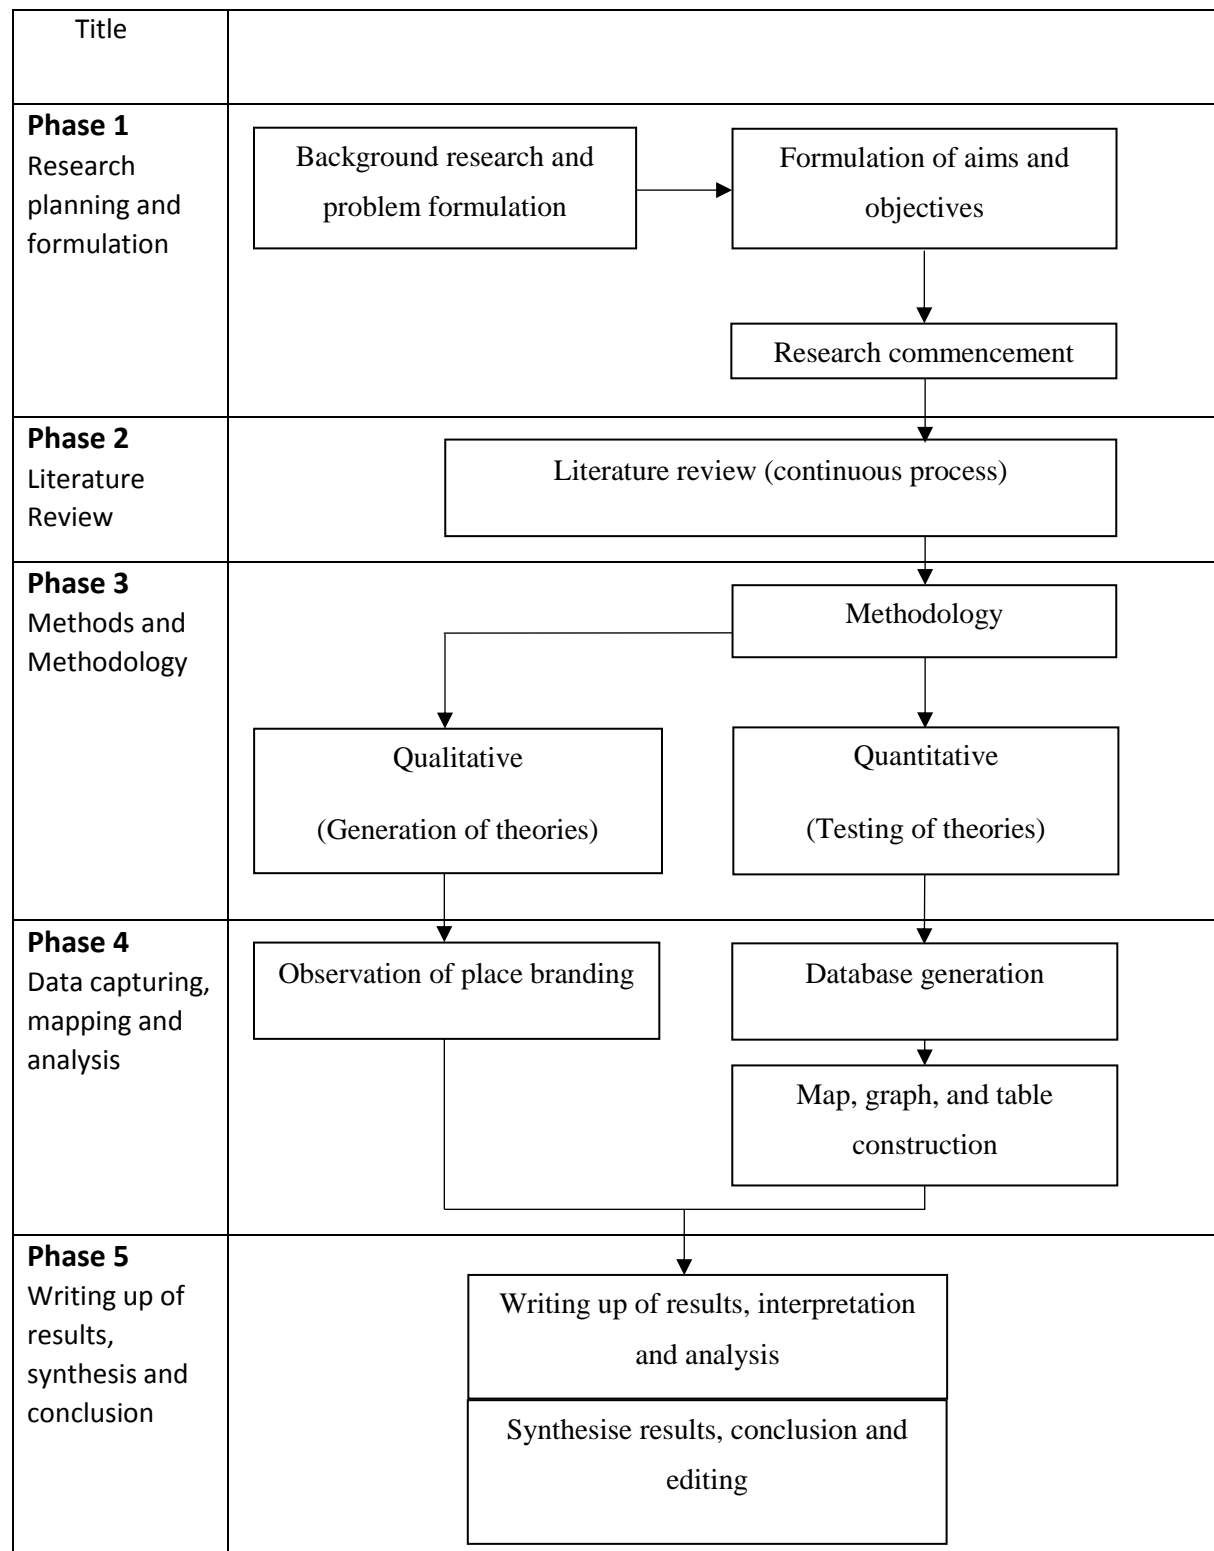 Title
Phase 1
Research
planning and
formulation
Background research and
problem formulation
Formulation of aims and
objectives
Research commencement
Phase 2
Literature
Review
Literature review (continuous process)
Phase 3
Methods and
Methodology
Methodology
Qualitative
(Generation of theories)
Quantitative
(Testing of theories)
Phase 4
Data capturing,
mapping and
analysis
Observation of place branding
Database generation
Map, graph, and table
construction
Phase 5
Writing up of
results,
synthesis and
conclusion
Writing up of results, interpretation
and analysis
Synthesise results, conclusion and
editing